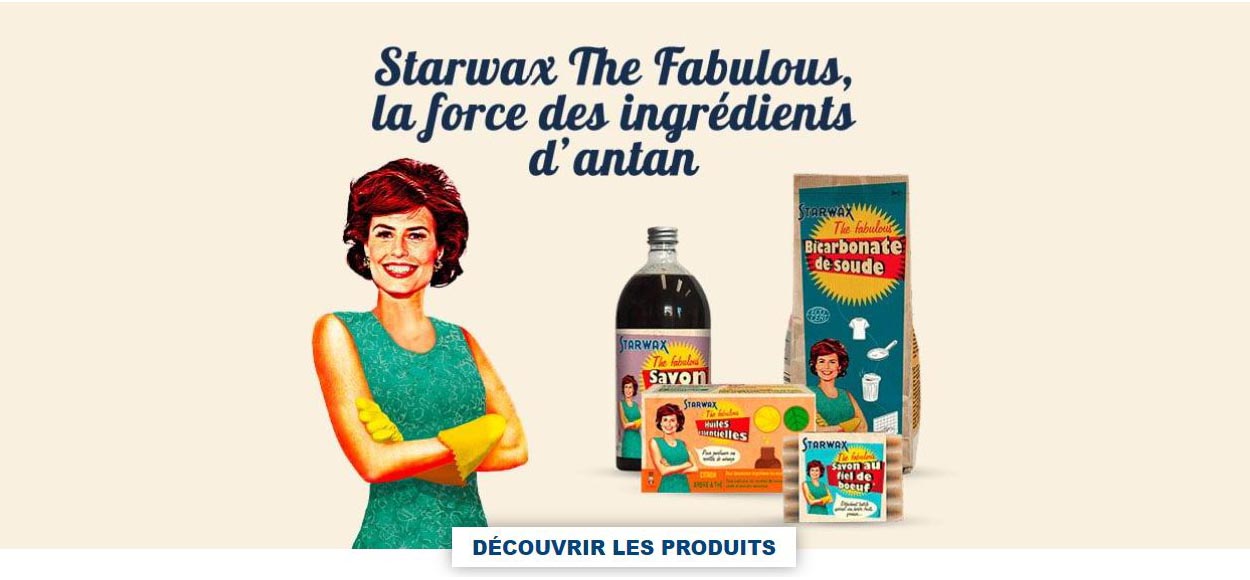 Starwax The Fabulous,
la force des ingrédients
d'antan
STARWAX
The fabulous
Bicarbonate
de soude
STARWAX
The fabulous
Savon
STARWAX
The fabulous
Huiles
essentielles
STARWAX
The fabulous
Savon au
fiel de
boeuf
DÉCOUVRIR LES PRODUITS